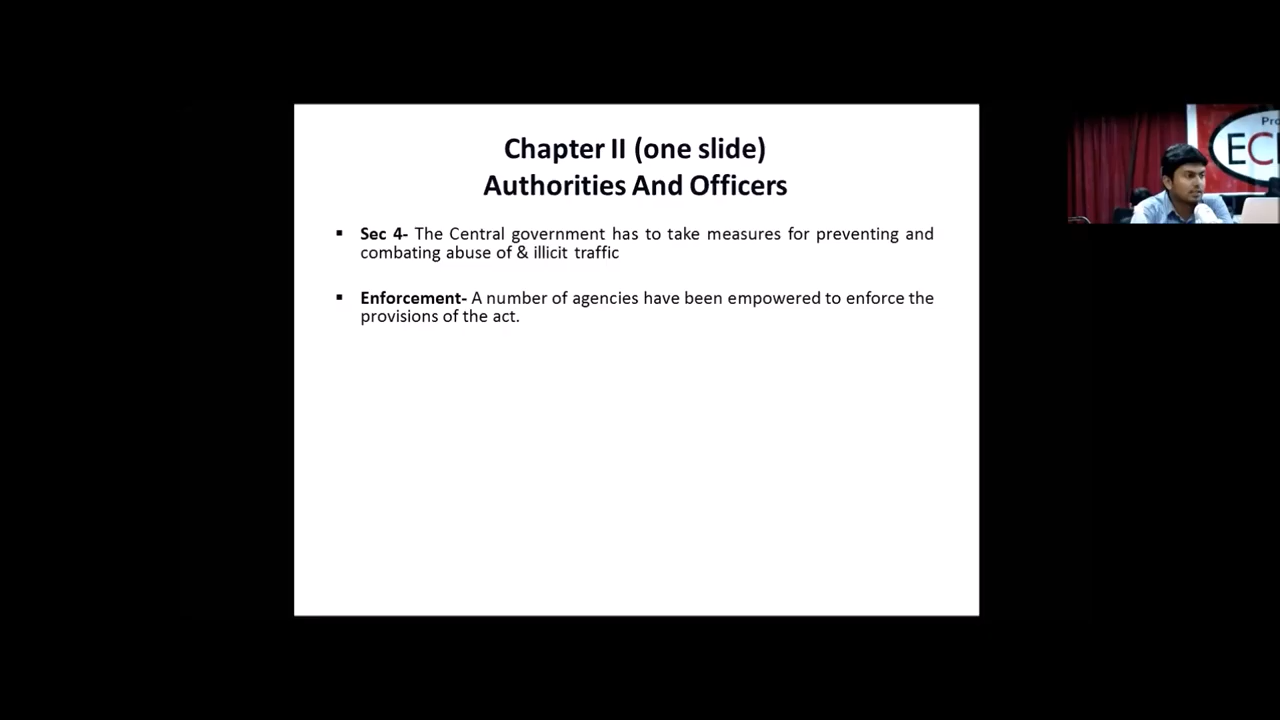 Chapter II (one slide)
Authorities And Officers
▪ Sec 4- The Central government has to take measures for preventing and
combating abuse of & illicit traffic
▪ Enforcement- A number of agencies have been empowered to enforce the
provisions of the act.